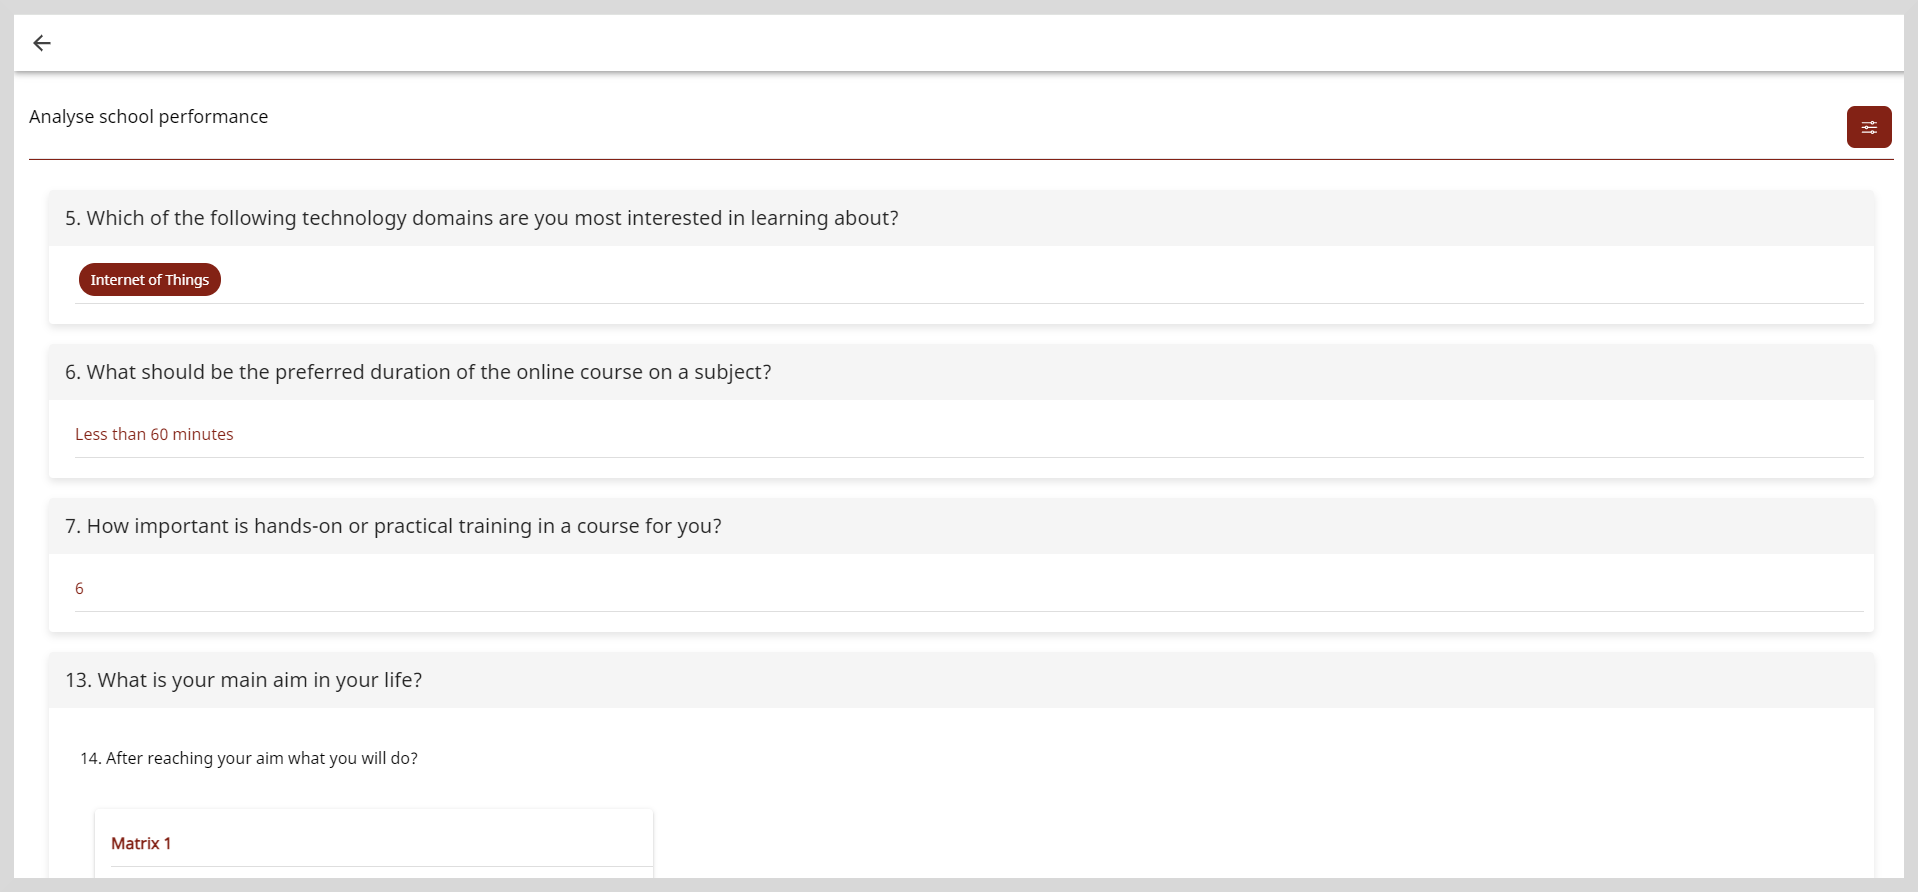 Analyse school performance
5. Which of the following technology domains are you most interested in learning about?
Internet of Things
6. What should be the preferred duration of the online course on a subject?
Less than 60 minutes
7. How important is hands-on or practical training in a course for you?
6
13. What is your main aim in your life?
14. After reaching your aim what you will do?
Matrix 1